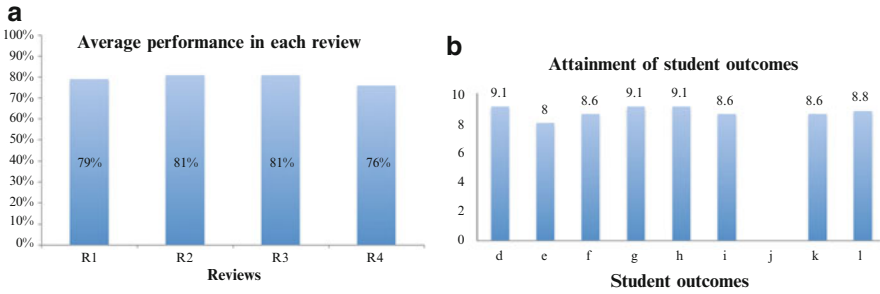 a
Average performance in each review
100%
90%
80%
70%
60%
50%
40%
30%
20%
10%
0%
79%
81%
81%
76%
R1 R2 R3 R4
Reviews
b
Attainment of student outcomes
10
8
6
4
2
0
9.1 8 8.6 9.1 9.1 8.6 8.6 8.8
d e f g h i j k l
Student outcomes